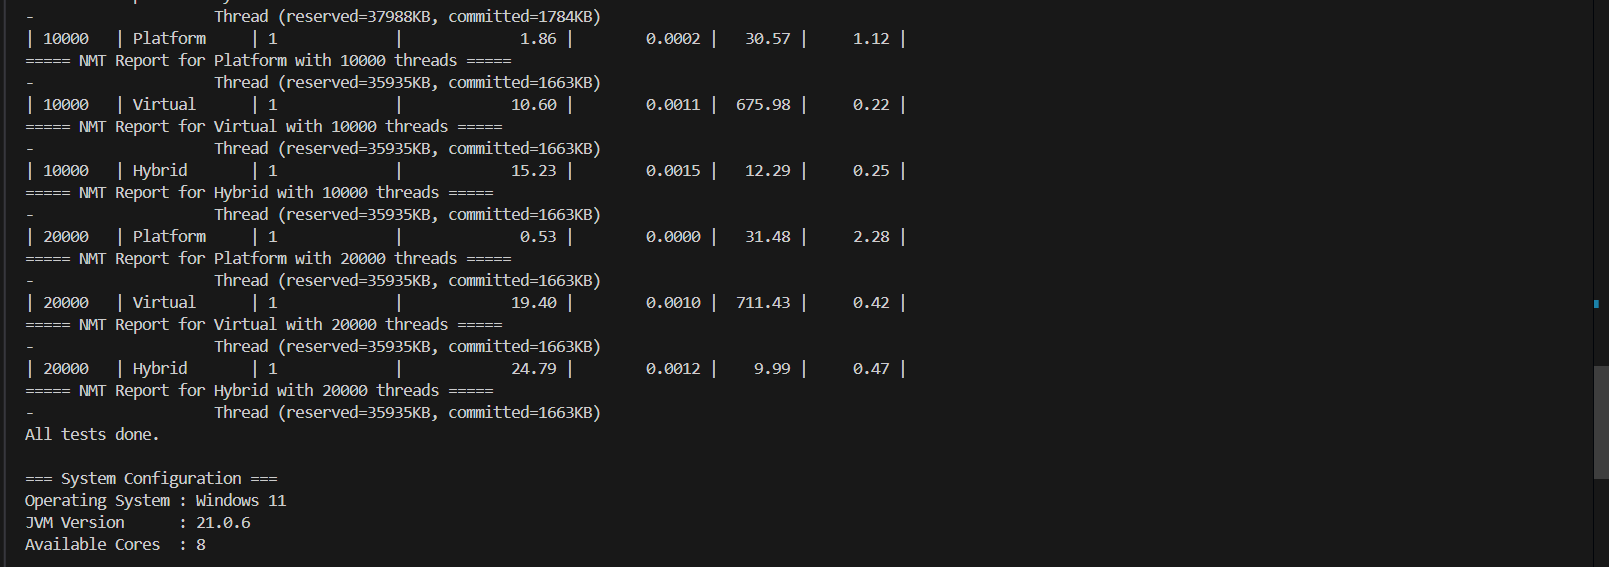 -                    Thread (reserved=37988KB, committed=1784KB)
| 10000   | Platform     | 1             |             1.86 |        0.0002 |   30.57 |     1.12 |
===== NMT Report for Platform with 10000 threads =====
-                    Thread (reserved=35935KB, committed=1663KB)
| 10000   | Virtual      | 1             |            10.60 |        0.0011 |  675.98 |     0.22 |
===== NMT Report for Virtual with 10000 threads =====
-                    Thread (reserved=35935KB, committed=1663KB)
| 10000   | Hybrid       | 1             |            15.23 |        0.0015 |   12.29 |     0.25 |
===== NMT Report for Hybrid with 10000 threads =====
-                    Thread (reserved=35935KB, committed=1663KB)
| 20000   | Platform     | 1             |             0.53 |        0.0000 |   31.48 |     2.28 |
===== NMT Report for Platform with 20000 threads =====
-                    Thread (reserved=35935KB, committed=1663KB)
| 20000   | Virtual      | 1             |            19.40 |        0.0010 |  711.43 |     0.42 |
===== NMT Report for Virtual with 20000 threads =====
-                    Thread (reserved=35935KB, committed=1663KB)
| 20000   | Hybrid       | 1             |            24.79 |        0.0012 |    9.99 |     0.47 |
===== NMT Report for Hybrid with 20000 threads =====
-                    Thread (reserved=35935KB, committed=1663KB)
All tests done.
=== System Configuration ===
Operating System : Windows 11
JVM Version      : 21.0.6
Available Cores  : 8